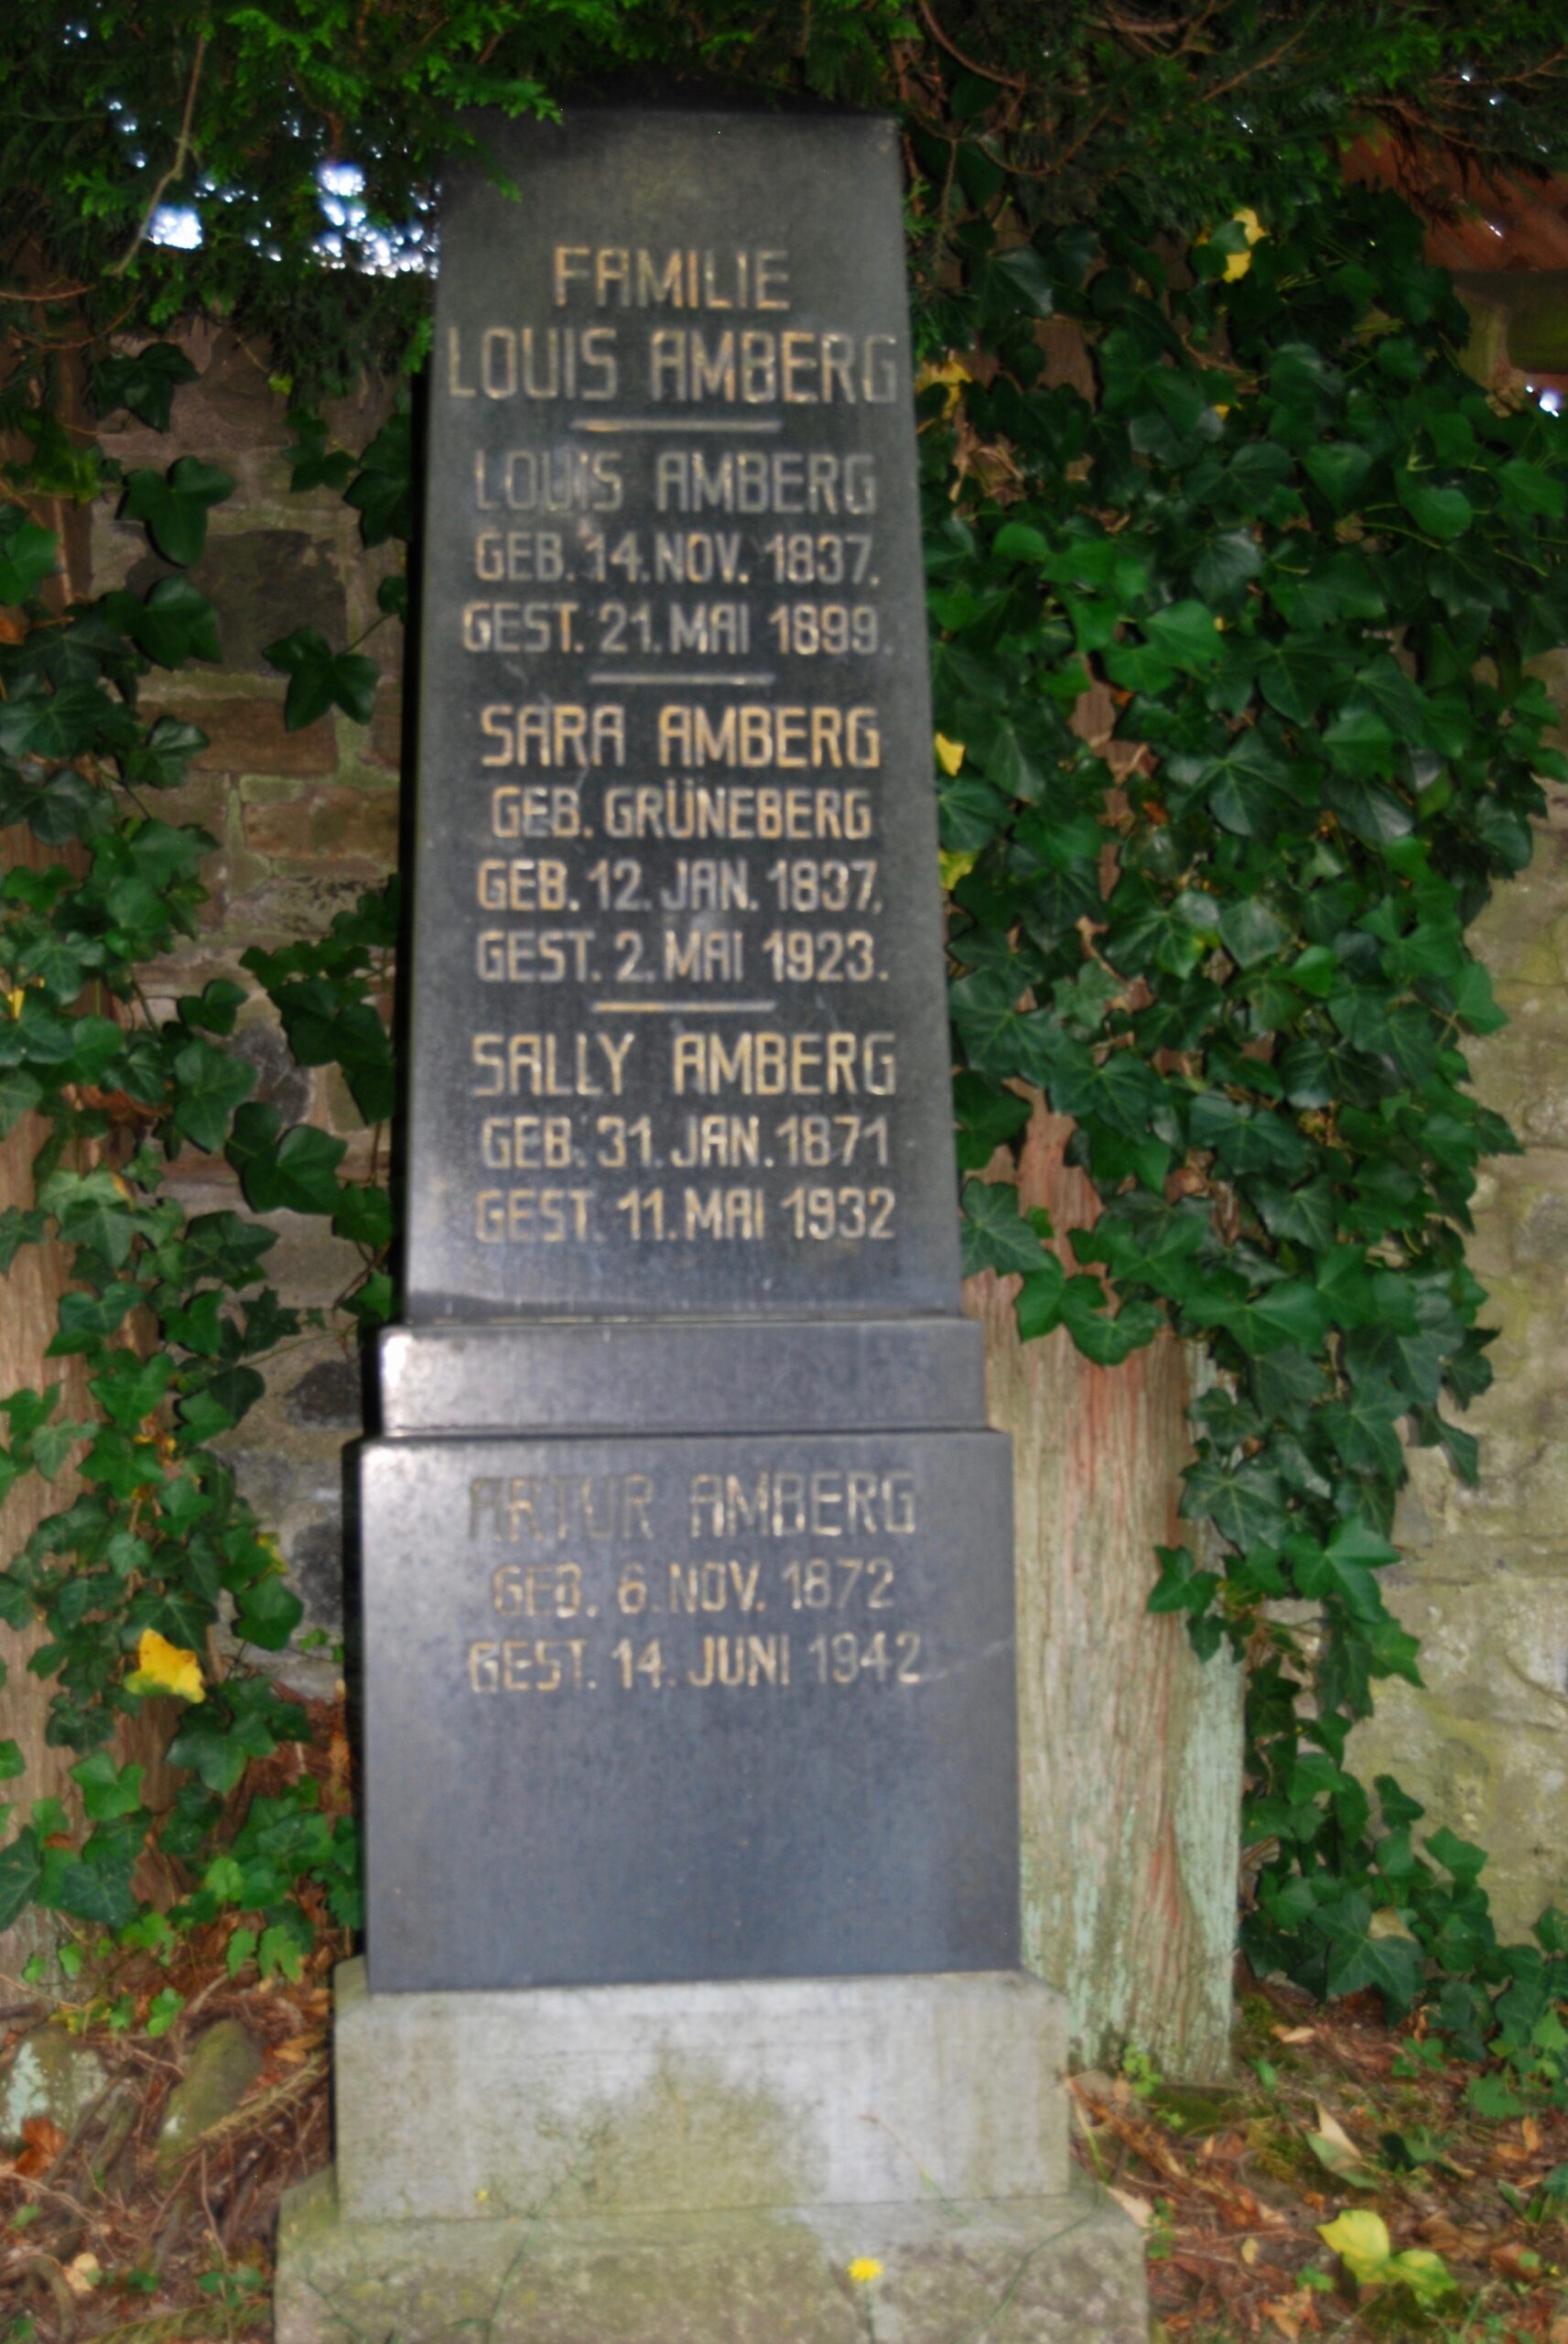 FAMILIE
LOUIS AMBERG
LOUIS AMBERG
GEB. 14. NOV. 1837.
GEST. 21. MAI 1899.
SARA AMBERG
GEB. GRÜNEBERG
GEB. 12. JAN. 1837.
GEST. 2. MAI 1923.
SALLY AMBERG
GEB. 31. JAN. 1871
GEST. 11. MAI 1932
ARTUR AMBERG
GEB. 6. NOV. 1872
GEST. 14. JUNI 1942